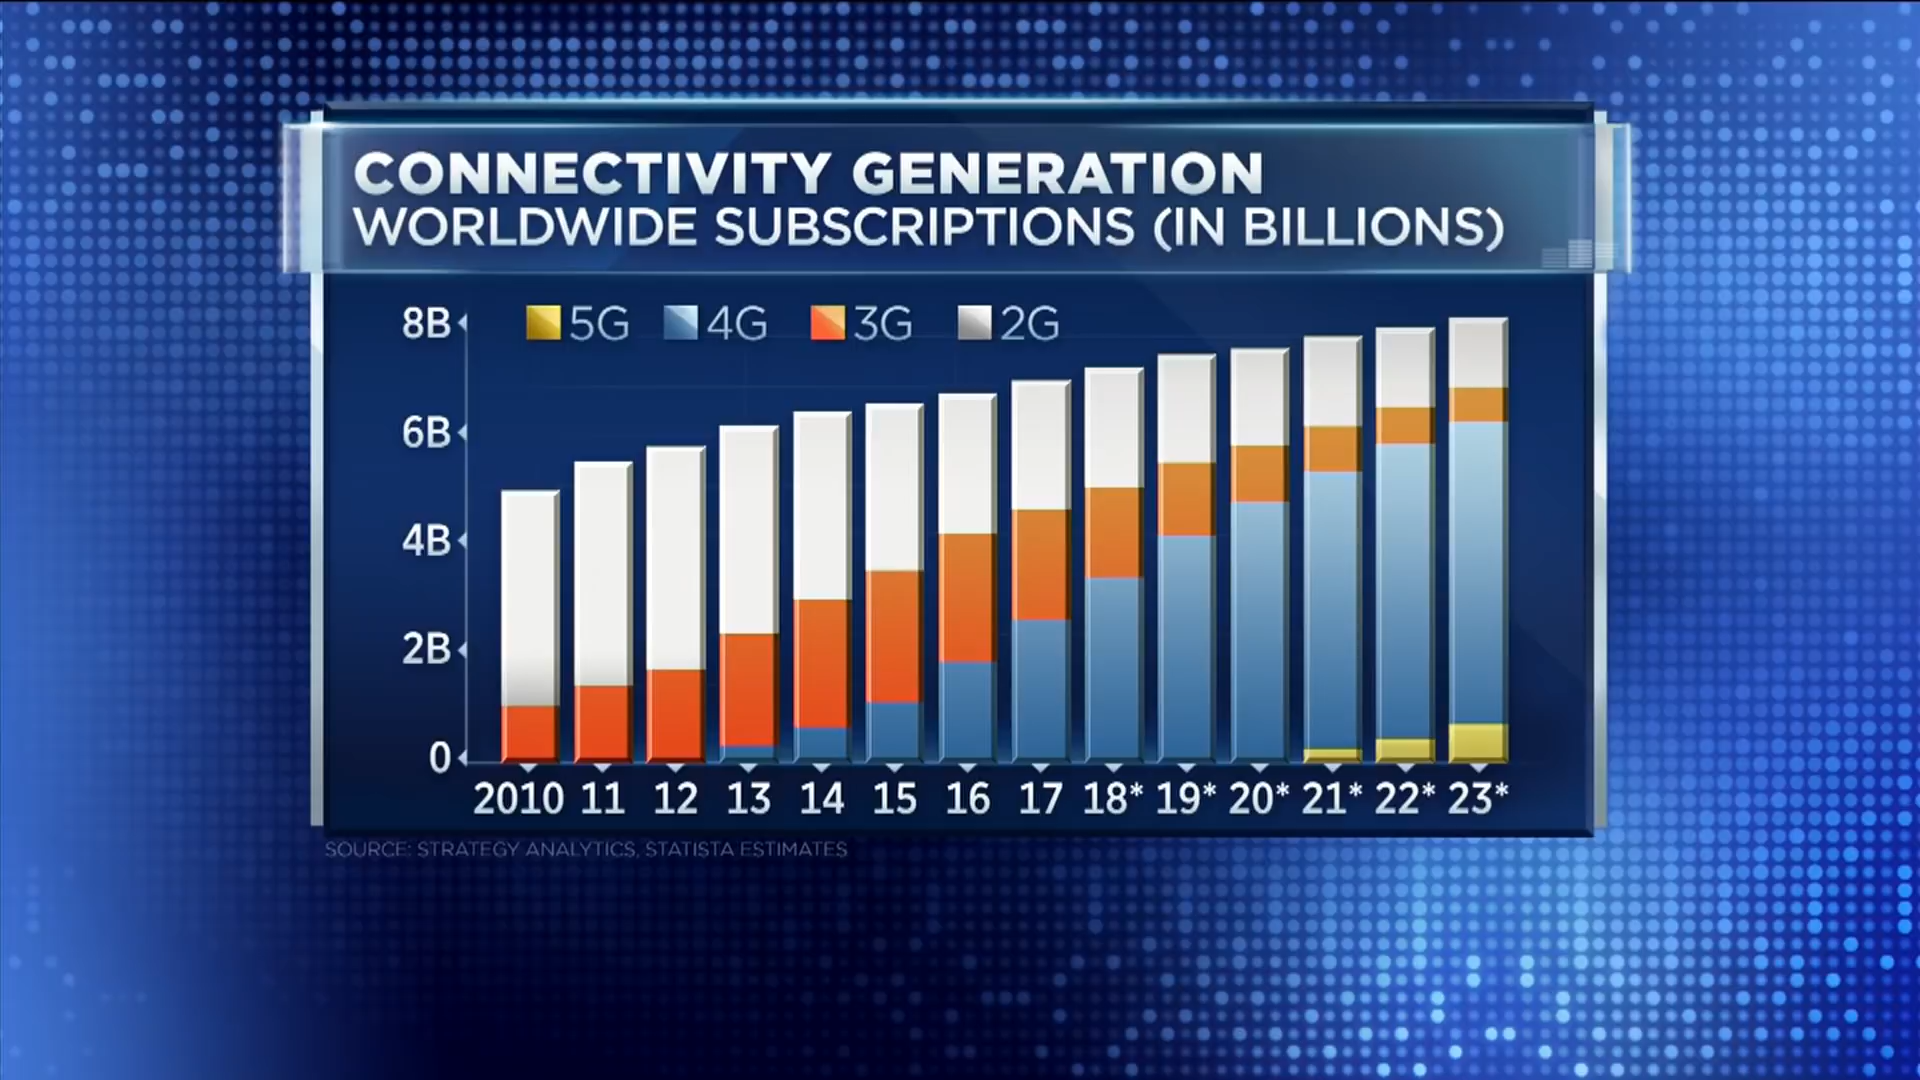 CONNECTIVITY GENERATION
WORLDWIDE SUBSCRIPTIONS (IN BILLIONS)
5G 4G 3G 2G
8B
6B
4B
2B
0
2010 11 12 13 14 15 16 17 18* 19* 20* 21* 22* 23*
SOURCE: STRATEGY ANALYTICS, STATISTA ESTIMATES